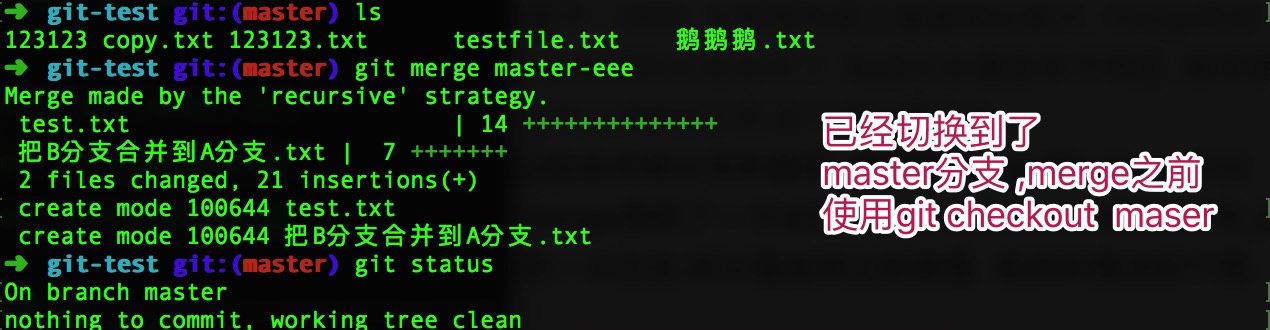 ➜ git-test git:(master) ls
123123 copy.txt 123123.txt testfile.txt 鹅鹅鹅.txt
➜ git-test git:(master) git merge master-eee
Merge made by the 'recursive' strategy.
test.txt | 14 ++++++++++++++
把B分支合并到A分支.txt | 7 +++++++
2 files changed, 21 insertions(+)
create mode 100644 test.txt
create mode 100644 把B分支合并到A分支.txt
➜ git-test git:(master) git status
On branch master
nothing to commit, working tree clean
已经切换到了
master分支 ,merge之前
使用git checkout maser